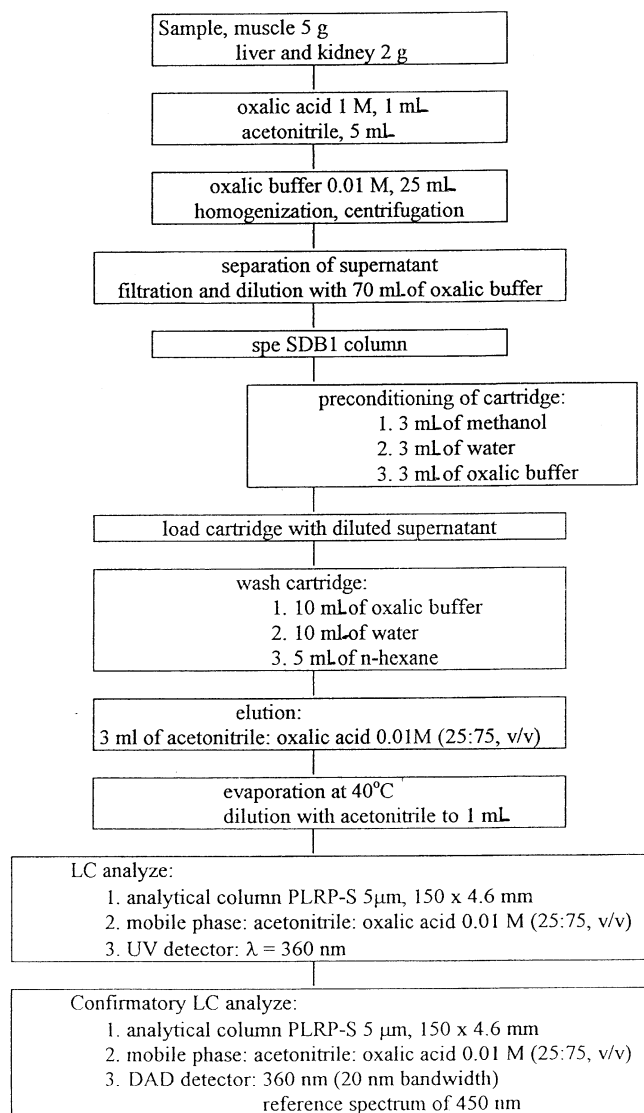 Sample, muscle 5 g
liver and kidney 2 g
oxalic acid 1 M, 1 mL
acetonitrile, 5 mL
oxalic buffer 0.01 M, 25 mL
homogenization, centrifugation
separation of supernatant
filtration and dilution with 70 mL of oxalic buffer
spe SDB1 column
preconditioning of cartridge:
1. 3 mL of methanol
2. 3 mL of water
3. 3 mL of oxalic buffer
load cartridge with diluted supernatant
wash cartridge:
1. 10 mL of oxalic buffer
2. 10 mL of water
3. 5 mL of n-hexane
elution:
3 ml of acetonitrile: oxalic acid 0.01M (25:75, v/v)
evaporation at 40°C
dilution with acetonitrile to 1 mL
LC analyze:
1. analytical column PLRP-S 5μm, 150 x 4.6 mm
2. mobile phase: acetonitrile: oxalic acid 0.01 M (25:75, v/v)
3. UV detector: λ = 360 nm
Confirmatory LC analyze:
1. analytical column PLRP-S 5 μm, 150 x 4.6 mm
2. mobile phase: acetonitrile: oxalic acid 0.01 M (25:75, v/v)
3. DAD detector: 360 nm (20 nm bandwidth)
reference spectrum of 450 nm